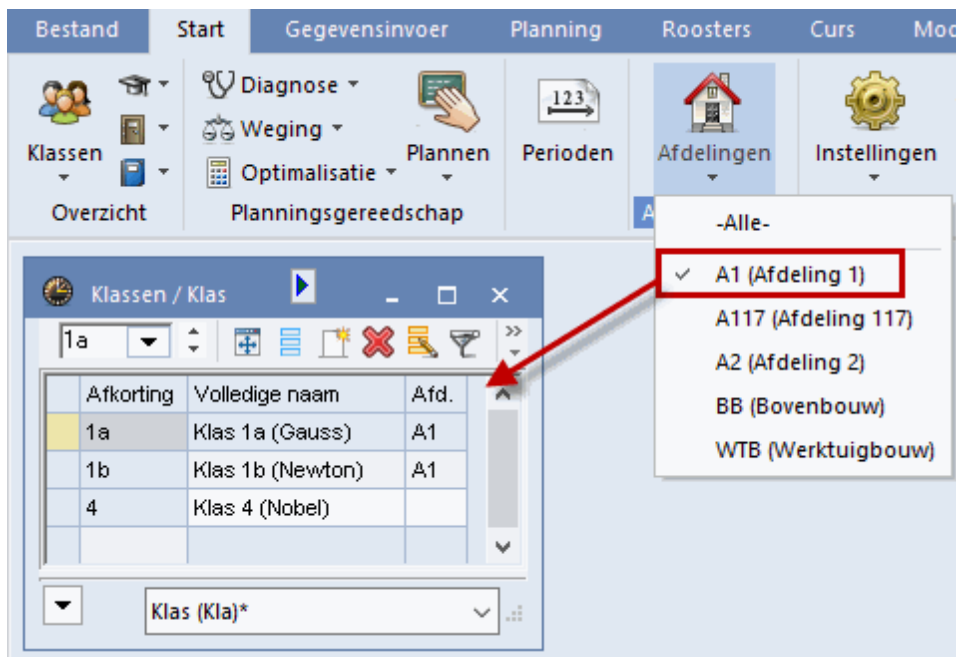 Bestand Start Gegevensinvoer Planning Roosters Curs Moc
Diagnose
Weging
Optimalisatie
Klassen
Plannen
123
Perioden
Afdelingen
Instellingen
Overzicht
Planningsgereedschap
A
-Alle-
A1 (Afdeling 1)
A117 (Afdeling 117)
A2 (Afdeling 2)
BB (Bovenbouw)
WTB (Werktuigbouw)
Klassen / Klas
1a
Afkorting Volledige naam Afd.
1a Klas 1a (Gauss) A1
1b Klas 1b (Newton) A1
4 Klas 4 (Nobel)
Klas (Kla)*